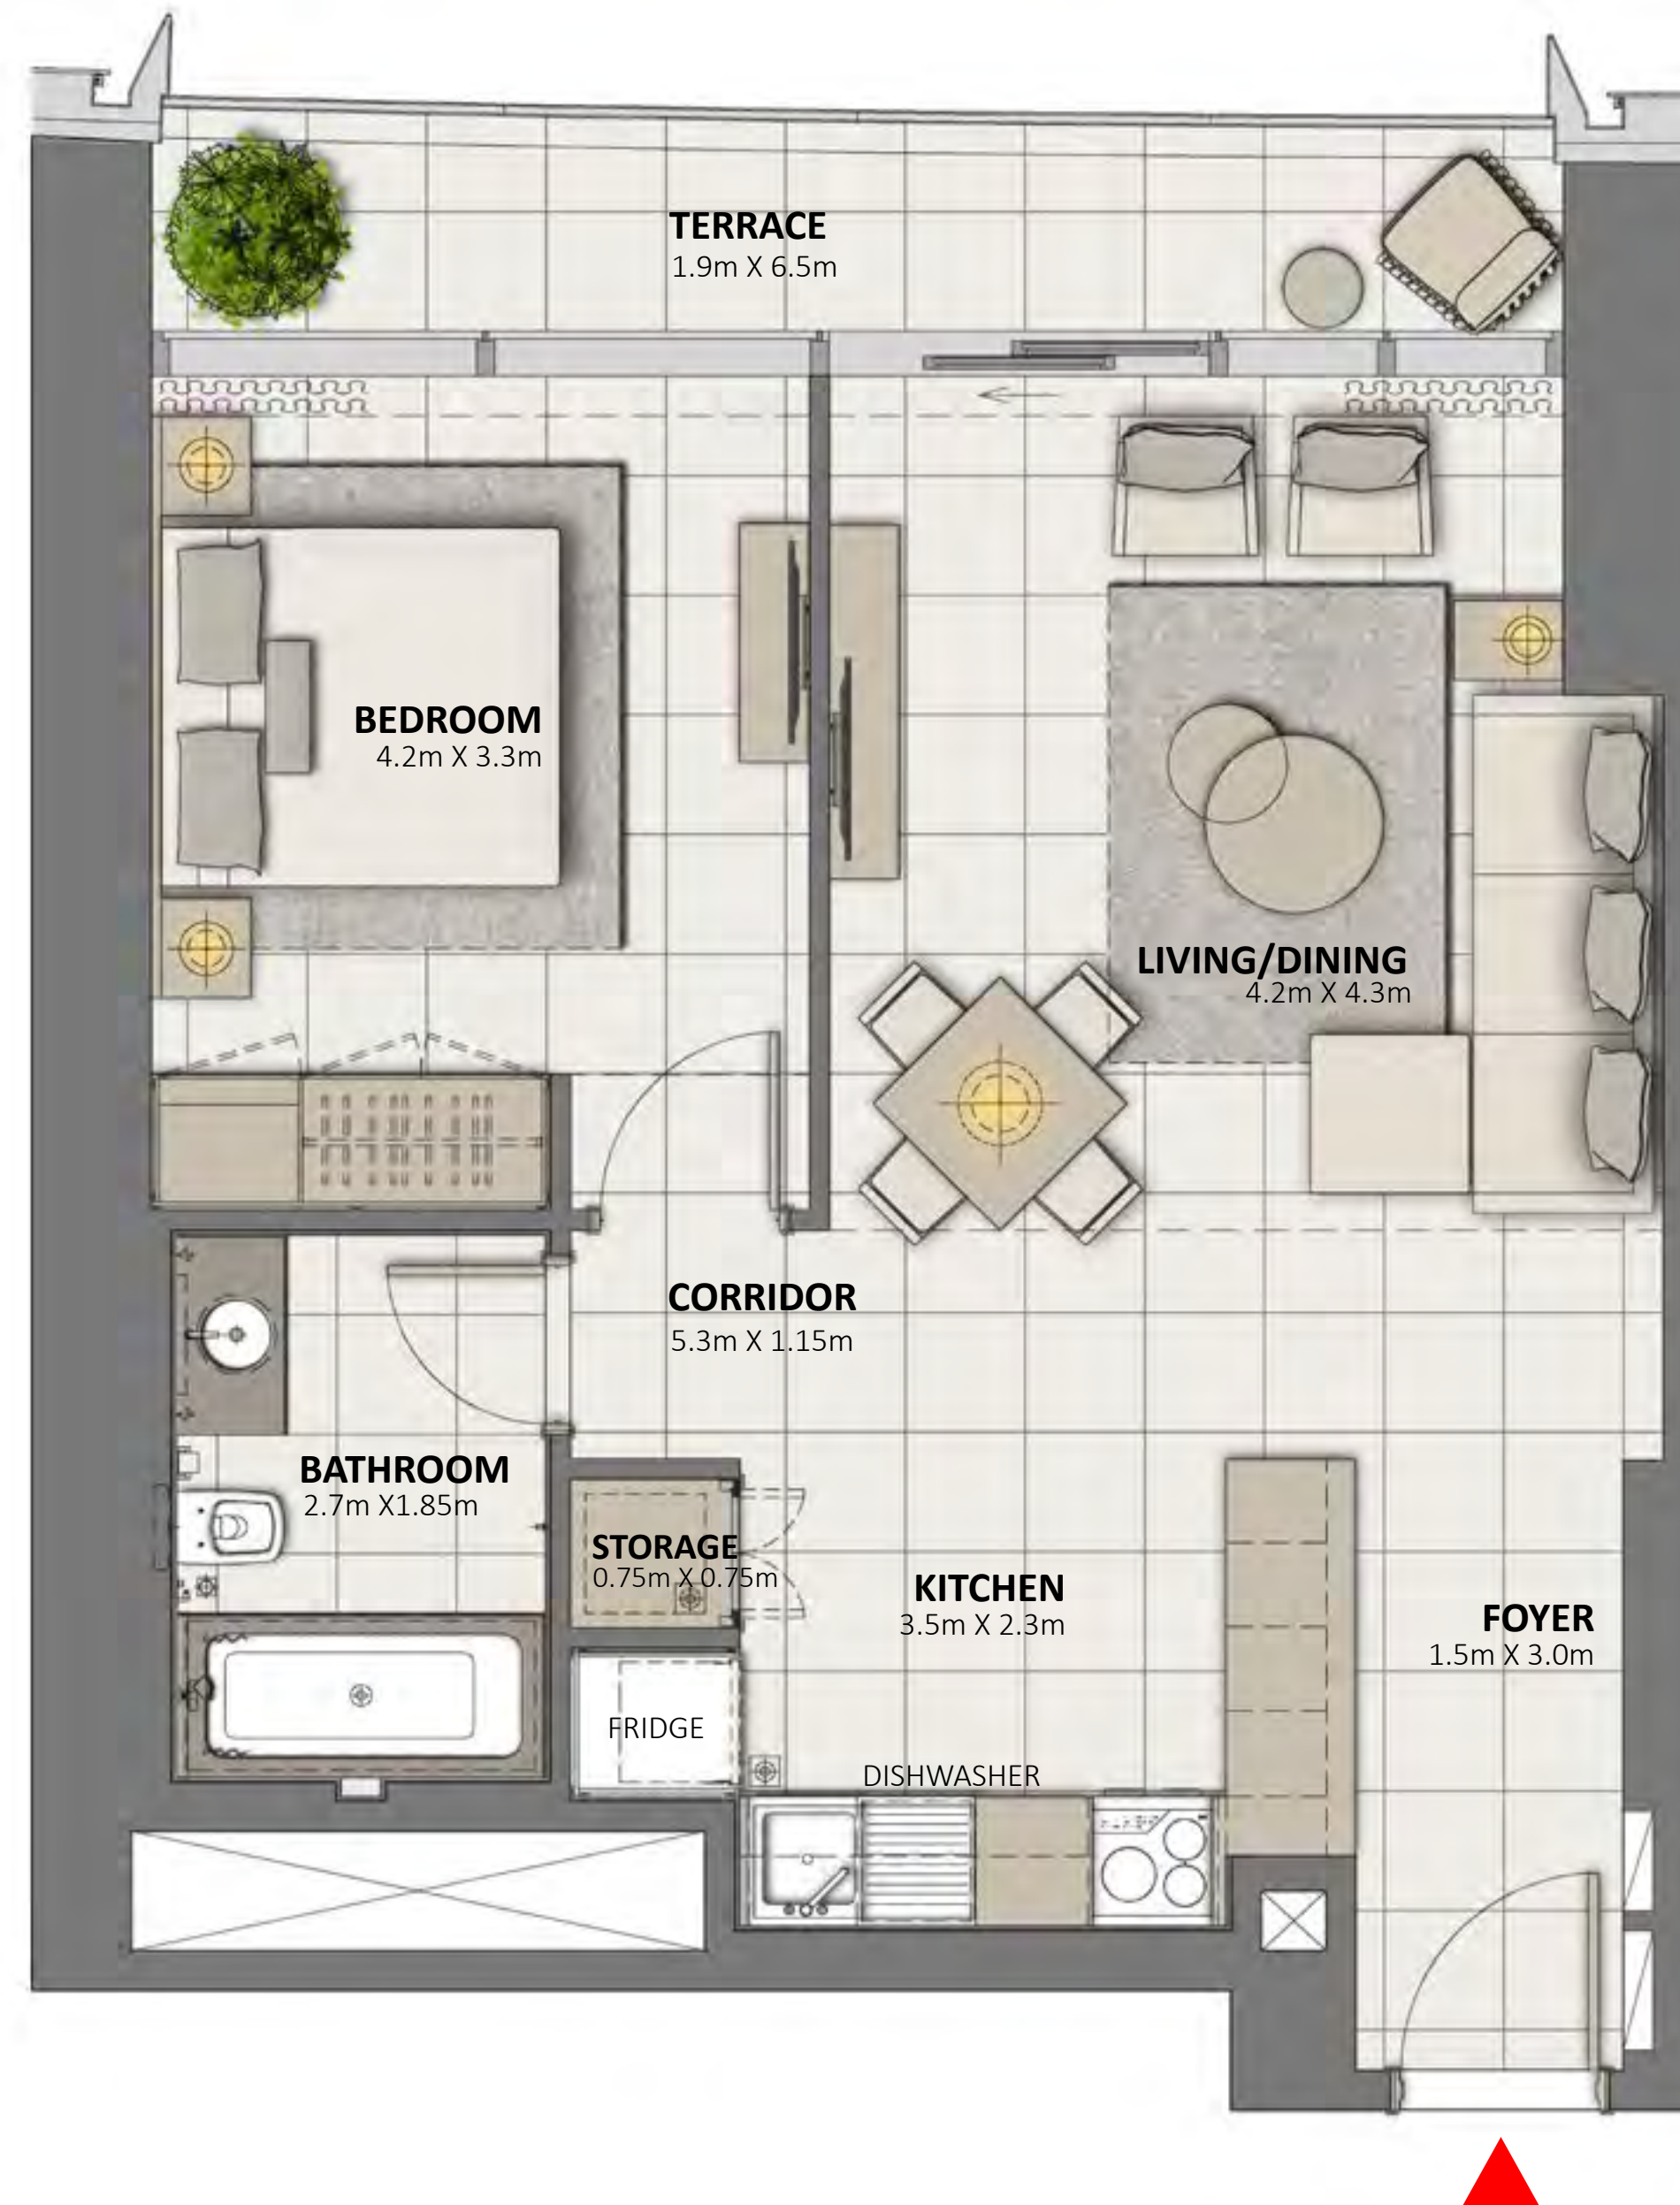 TERRACE
1.9m X 6.5m
BEDROOM
4.2m X 3.3m
LIVING/DINING
4.2m X 4.3m
CORRIDOR
5.3m X 1.15m
BATHROOM
2.7m X1.85m
STORAGE
0.75m X 0.75m
KITCHEN
3.5m X 2.3m
FOYER
1.5m X 3.0m
FRIDGE
DISHWASHER